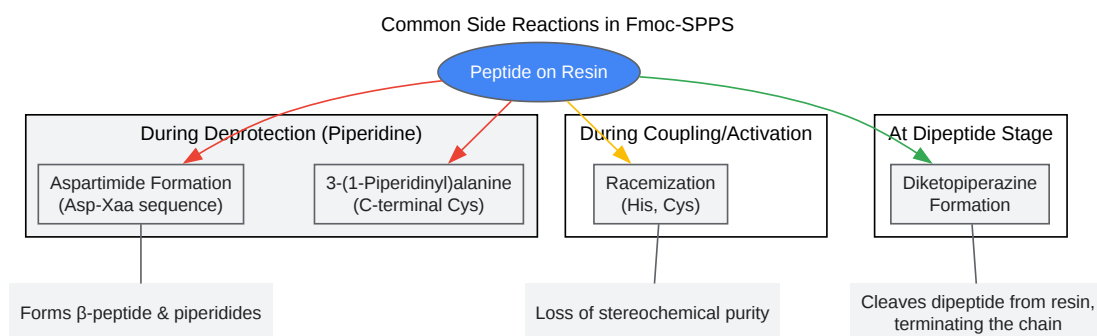 Common Side Reactions in Fmoc-SPPS
Peptide on Resin
During Deprotection (Piperidine)
During Coupling/Activation
At Dipeptide Stage
Aspartimide Formation
(Asp-Xaa sequence)
3-(1-Piperidinyl)alanine
(C-terminal Cys)
Racemization
(His, Cys)
Diketopiperazine
Formation
Forms β-peptide & piperidides
Loss of stereochemical purity
Cleaves dipeptide from resin,
terminating the chain